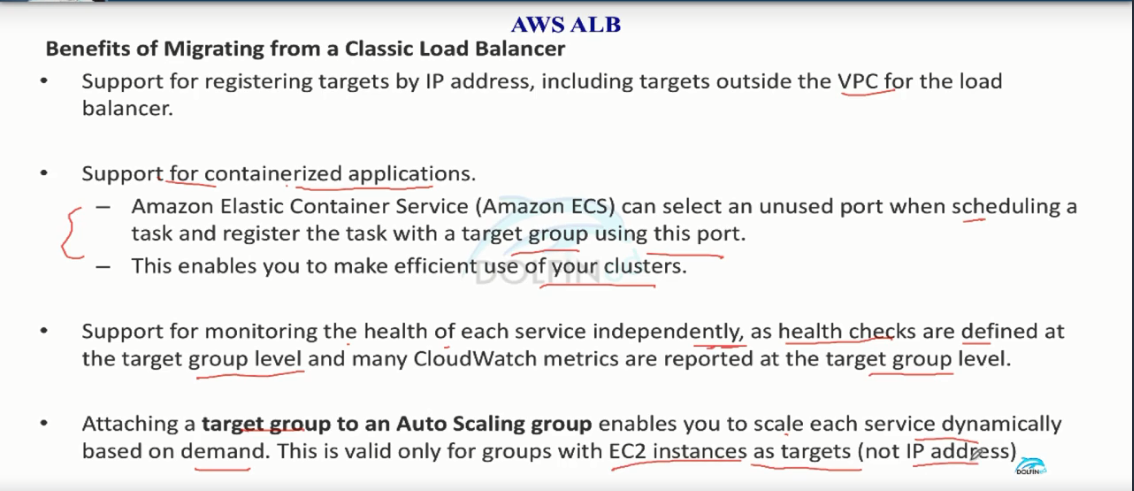 AWS ALB
Benefits of Migrating from a Classic Load Balancer
• Support for registering targets by IP address, including targets outside the VPC for the load
balancer.
• Support for containerized applications.
– Amazon Elastic Container Service (Amazon ECS) can select an unused port when scheduling a
task and register the task with a target group using this port.
– This enables you to make efficient use of your clusters.
DOLFIN
• Support for monitoring the health of each service independently, as health checks are defined at
the target group level and many CloudWatch metrics are reported at the target group level.
• Attaching a target group to an Auto Scaling group enables you to scale each service dynamically
based on demand. This is valid only for groups with EC2 instances as targets (not IP address)
DOLFIN